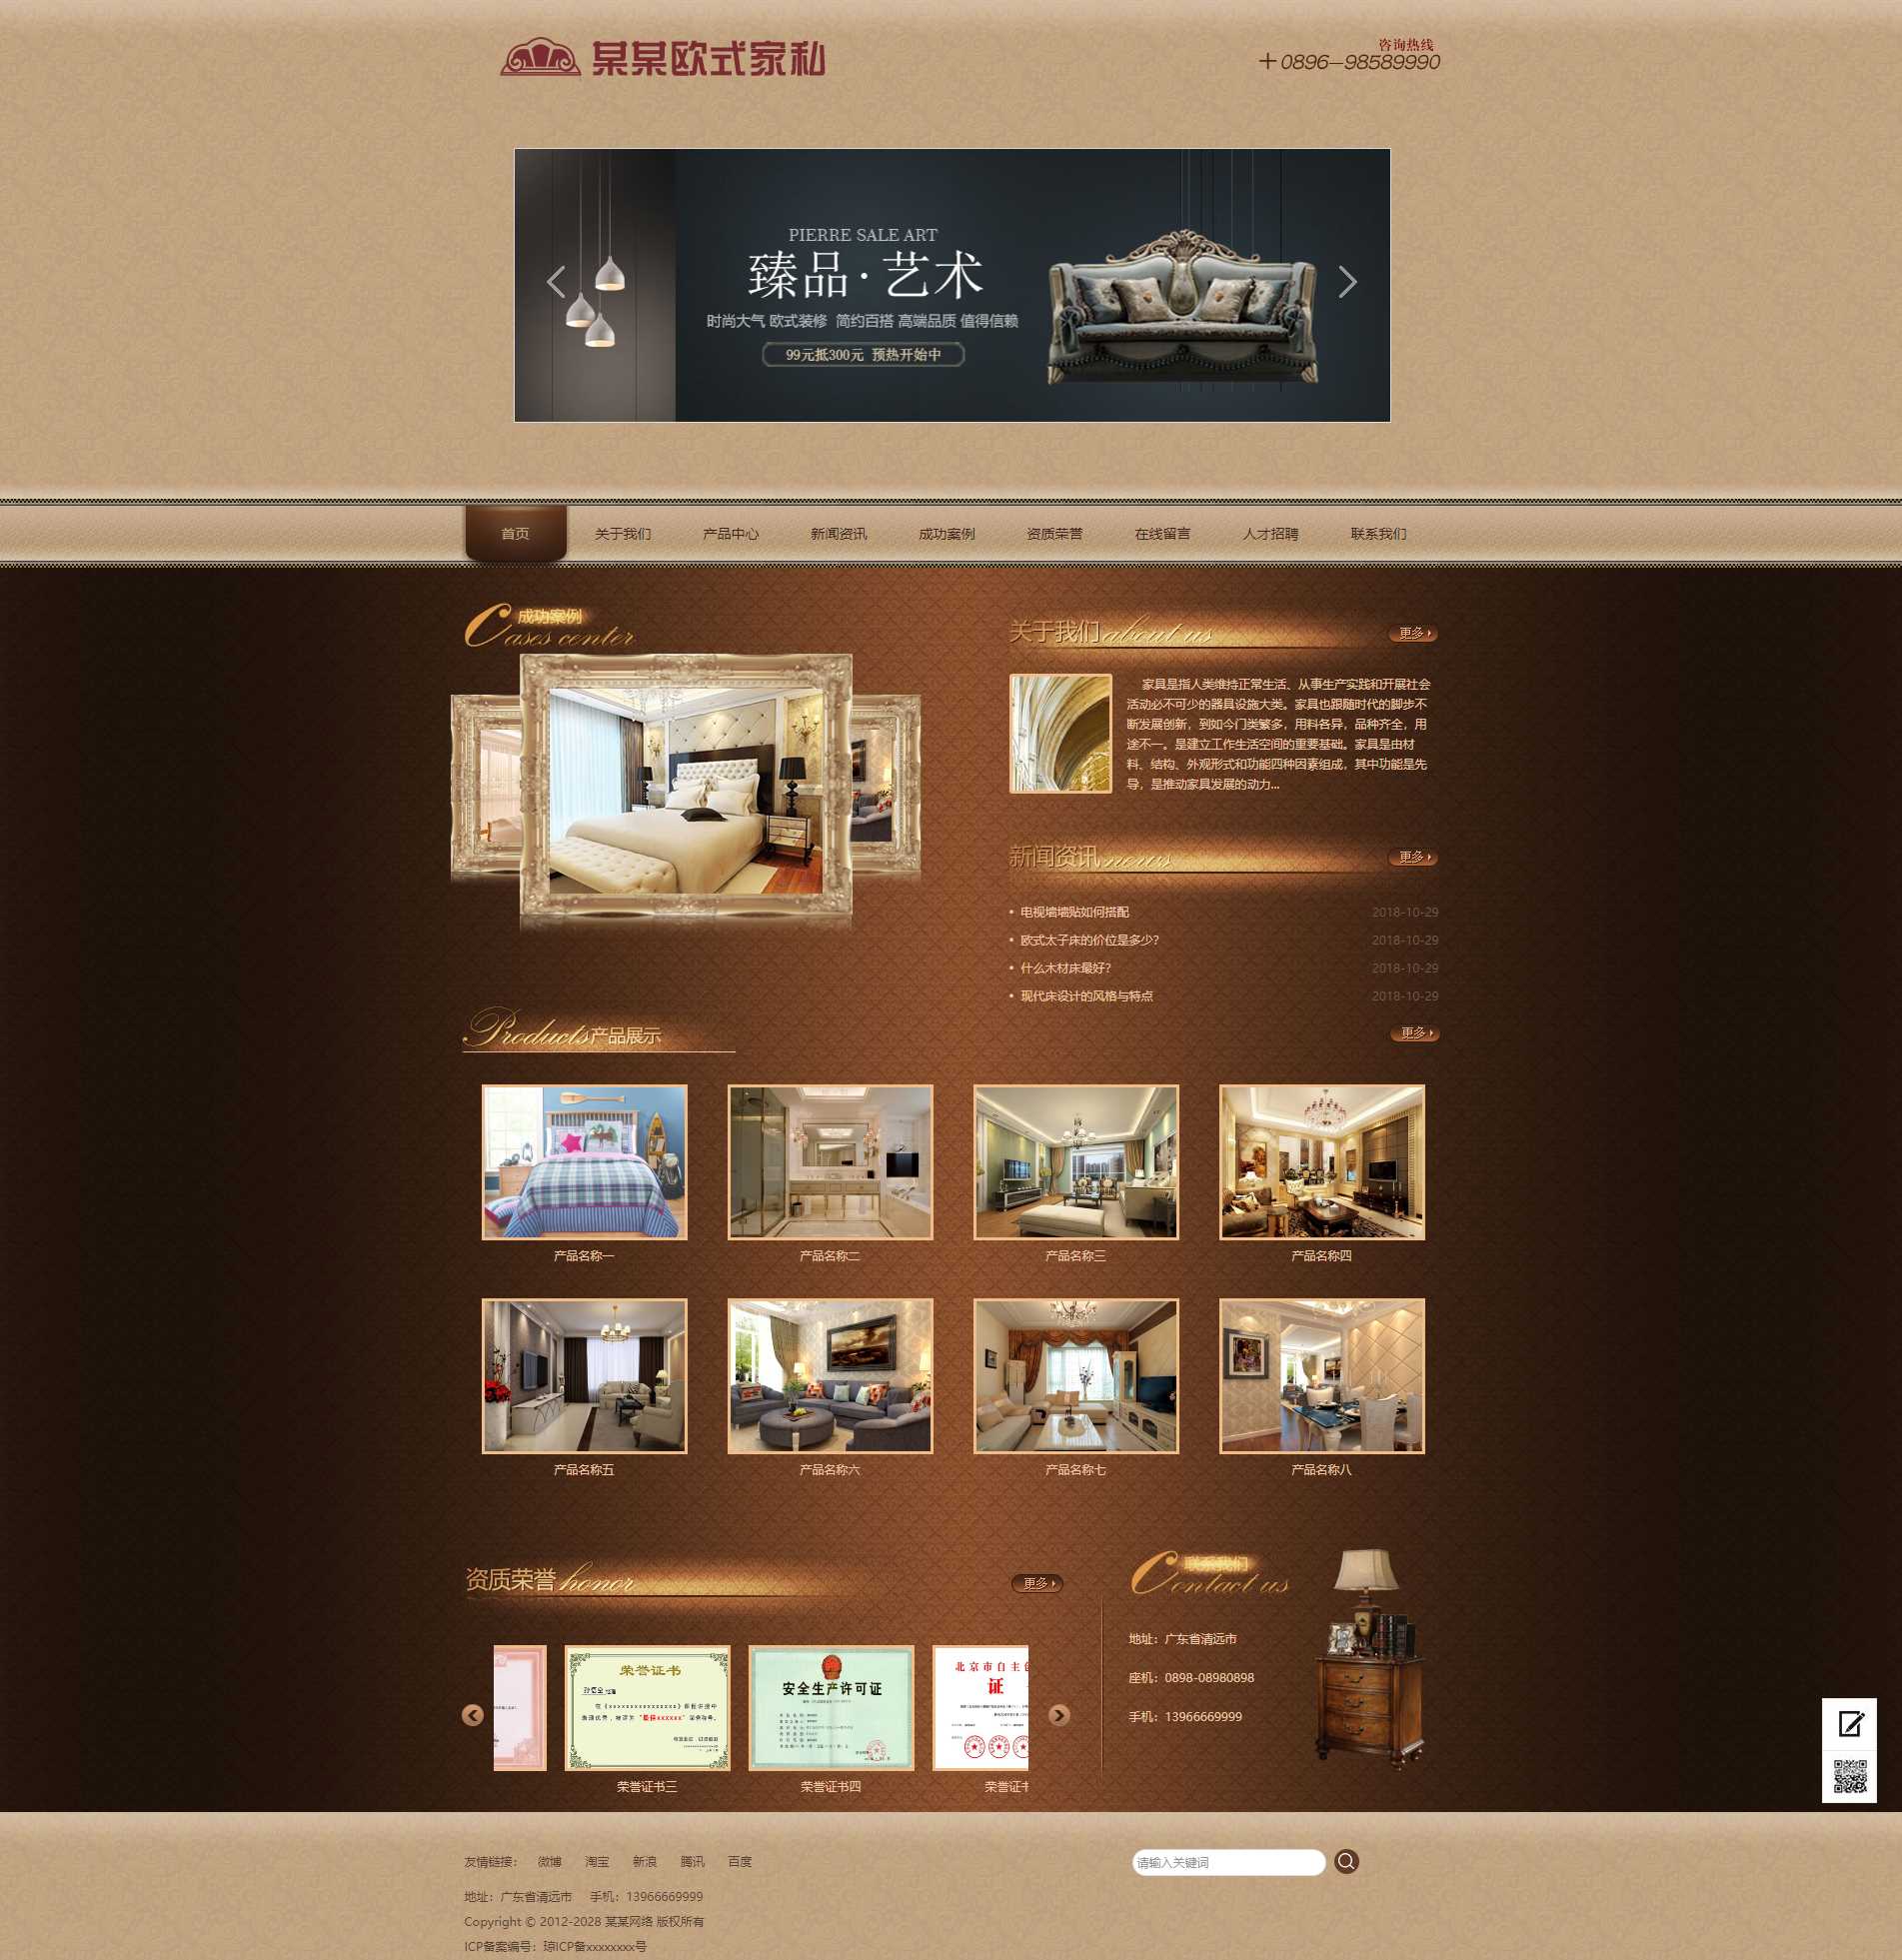 某某欧式家私
咨询热线
+0896-98589990
PIERRE SALE ART
臻品·艺术
时尚大气 欧式装修 简约百搭 高端品质 值得信赖
99元抵300元 预热开始中
首页 关于我们 产品中心 新闻资讯 成功案例 资质荣誉 在线留言 人才招聘 联系我们
成功案例
Cases center
关于我们 about us
更多
家具是指人类维持正常生活、从事生产实践和开展社会
活动必不可少的器具设施大类。家具也跟随时代的脚步不
断发展创新，到如今门类繁多，用料各异，品种齐全，用
途不一。是建立工作生活空间的重要基础。家具是由材
料、结构、外观形式和功能四种因素组成，其中功能是先
导，是推动家具发展的动力...
新闻资讯 news
更多
• 电视墙墙贴如何搭配 2018-10-29
• 欧式太子床的价位是多少？ 2018-10-29
• 什么木材床最好？ 2018-10-29
• 现代床设计的风格与特点 2018-10-29
Products产品展示
更多
产品名称一 产品名称二 产品名称三 产品名称四
产品名称五 产品名称六 产品名称七 产品名称八
资质荣誉 honor
更多
荣誉证书
"最佳xxxxxx"
荣誉证书三
安全生产许可证
荣誉证书四
北京市自主
证
荣誉证
联系我们
Contact us
地址：广东省清远市
座机：0898-08980898
手机：13966669999
友情链接： 微博 淘宝 新浪 腾讯 百度
请输入关键词
地址：广东省清远市 手机：13966669999
Copyright © 2012-2028 某某网络 版权所有
ICP备案编号：琼ICP备xxxxxxxx号